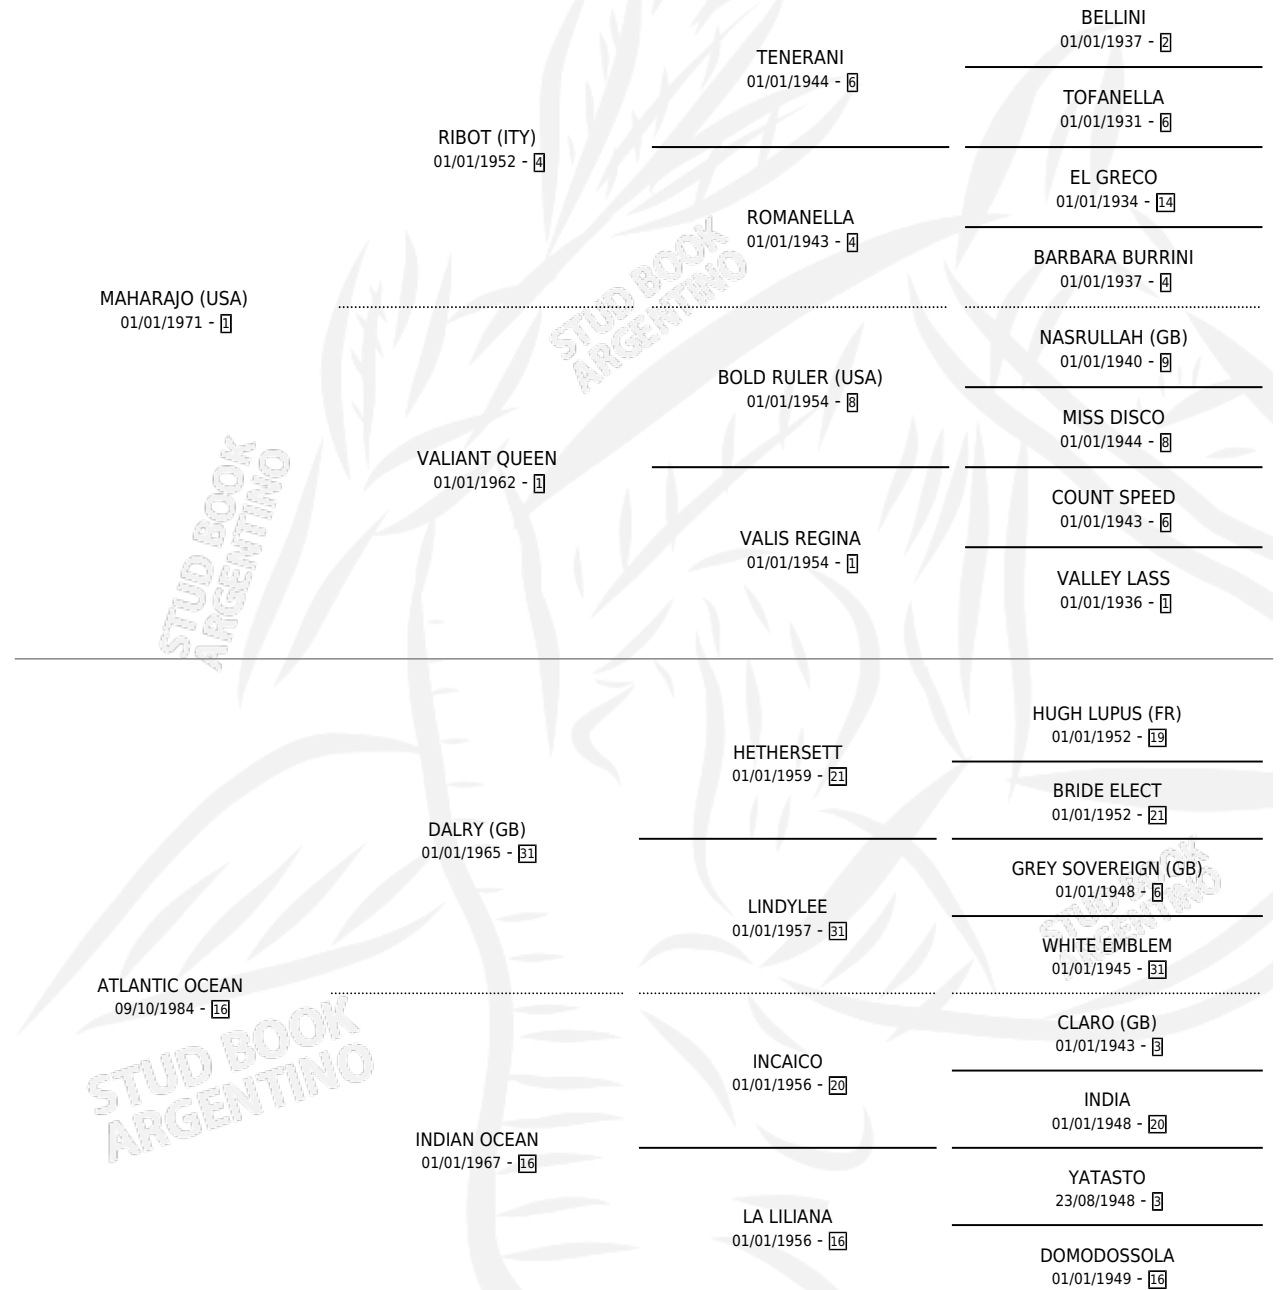 BELLINI
01/01/1937 - 2
TENERANI
01/01/1944 - 6
TOFANELLA
01/01/1931 - 6
RIBOT (ITY)
01/01/1952 - 4
EL GRECO
01/01/1934 - 14
ROMANELLA
01/01/1943 - 4
BARBARA BURRINI
01/01/1937 - 4
MAHARAJO (USA)
01/01/1971 - 1
NASRULLAH (GB)
01/01/1940 - 9
BOLD RULER (USA)
01/01/1954 - 8
MISS DISCO
01/01/1944 - 8
VALIANT QUEEN
01/01/1962 - 1
COUNT SPEED
01/01/1943 - 6
VALIS REGINA
01/01/1954 - 1
VALLEY LASS
01/01/1936 - 1
HUGH LUPUS (FR)
01/01/1952 - 19
HETHERSETT
01/01/1959 - 21
BRIDE ELECT
01/01/1952 - 21
DALRY (GB)
01/01/1965 - 31
GREY SOVEREIGN (GB)
01/01/1948 - 6
LINDYLEE
01/01/1957 - 31
WHITE EMBLEM
01/01/1945 - 31
ATLANTIC OCEAN
09/10/1984 - 16
CLARO (GB)
01/01/1943 - 3
INCAICO
01/01/1956 - 20
INDIA
01/01/1948 - 20
INDIAN OCEAN
01/01/1967 - 16
YATASTO
23/08/1948 - 3
LA LILIANA
01/01/1956 - 16
DOMODOSSOLA
01/01/1949 - 16
STUD BOOK
ARGENTINO
STUD BOOK
ARGENTINO
STUD BOOK
ARGENTINO
STUD BOOK
ARGENTINO